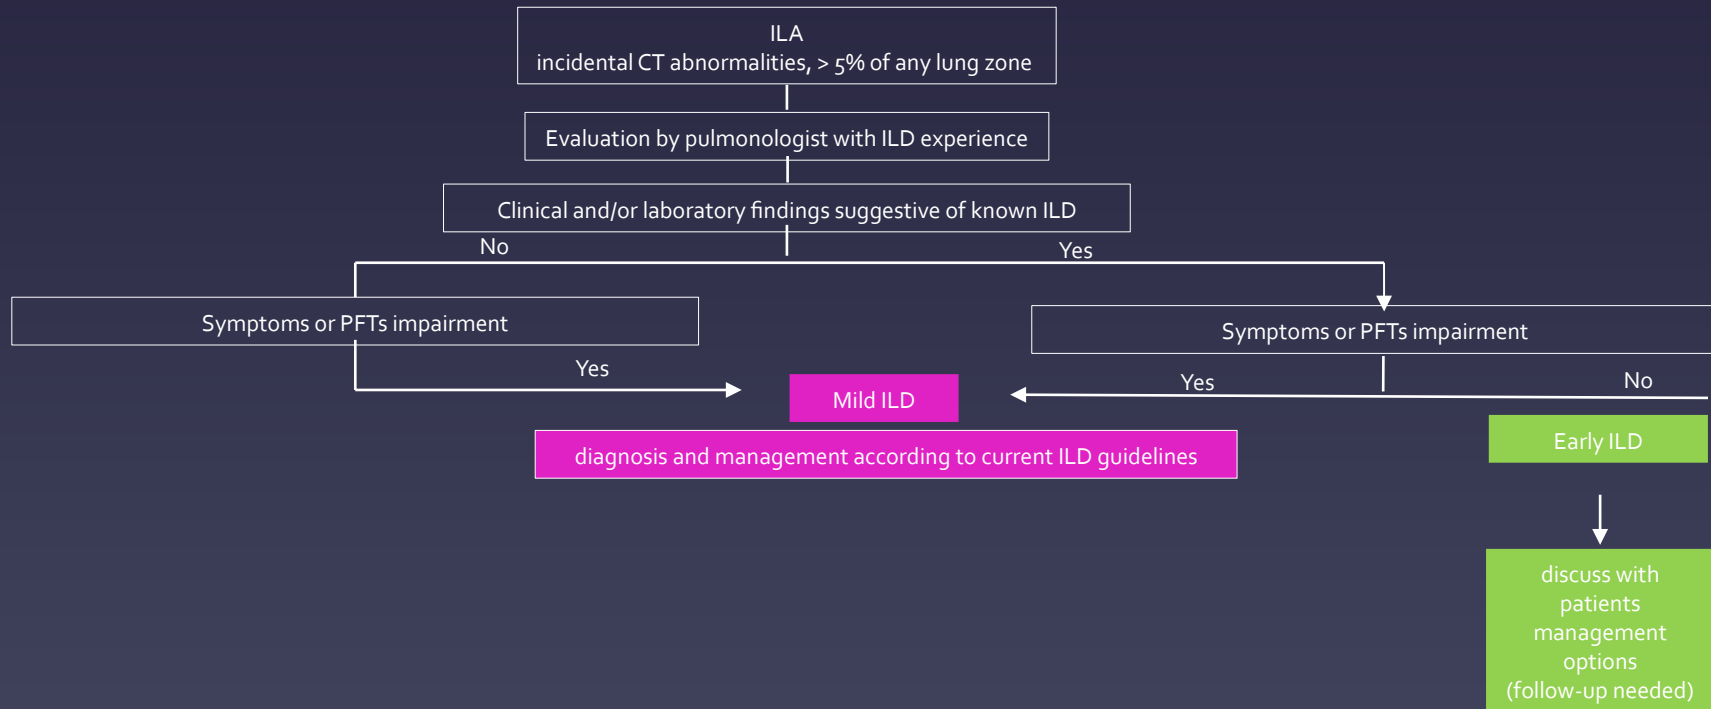 ILA
incidental CT abnormalities, > 5% of any lung zone
Evaluation by pulmonologist with ILD experience
Clinical and/or laboratory findings suggestive of known ILD
No
Yes
Symptoms or PFTs impairment
Symptoms or PFTs impairment
Yes
Yes
No
Mild ILD
diagnosis and management according to current ILD guidelines
Early ILD
discuss with
patients
management
options
(follow-up needed)